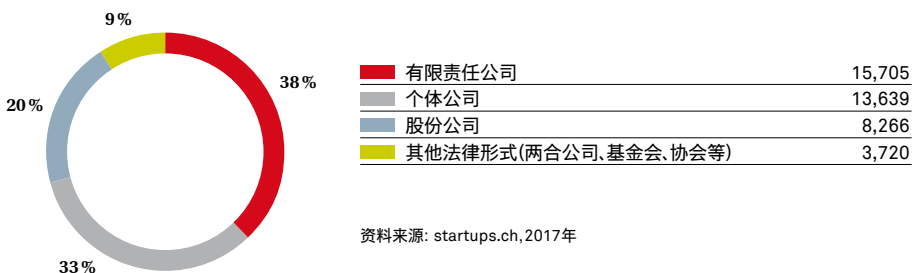 9%
38%
20%
33%
有限责任公司 15,705
个体公司 13,639
股份公司 8,266
其他法律形式(两合公司、基金会、协会等) 3,720
资料来源: startups.ch,2017年